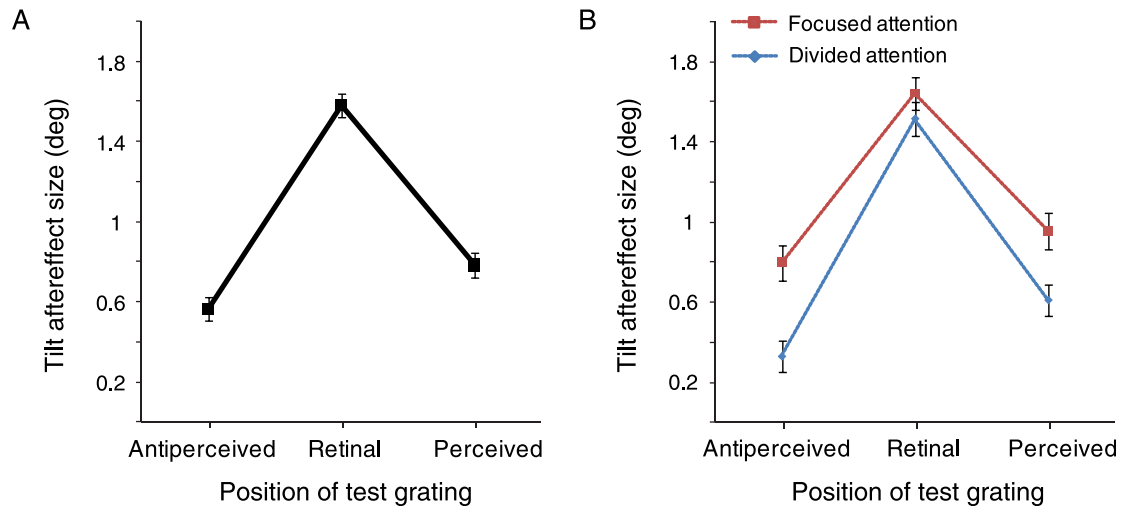 A
Tilt aftereffect size (deg)
1.8
1.4
1
0.6
0.2
Antiperceived Retinal Perceived
Position of test grating
B
Focused attention
Divided attention
Tilt aftereffect size (deg)
1.8
1.4
1
0.6
0.2
Antiperceived Retinal Perceived
Position of test grating